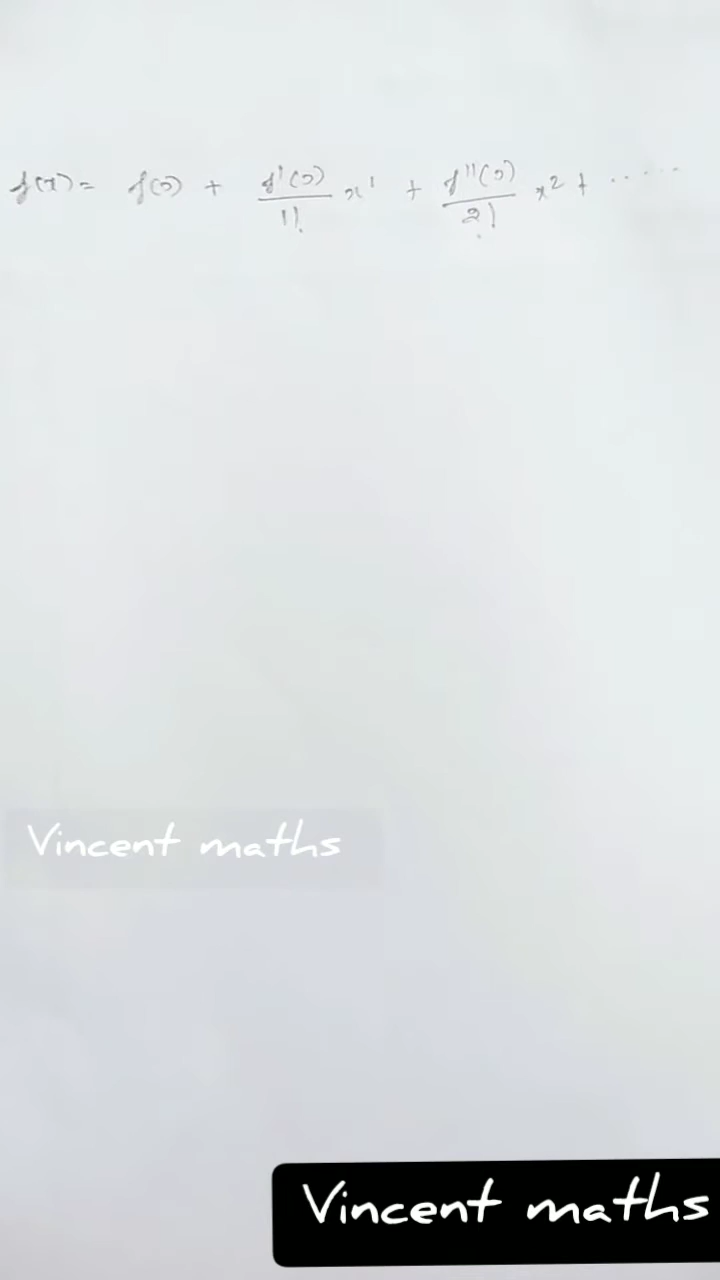 f(x) = f(0) + f'(0)/1! x¹ + f''(0)/2! x² + ......
Vincent maths
Vincent maths